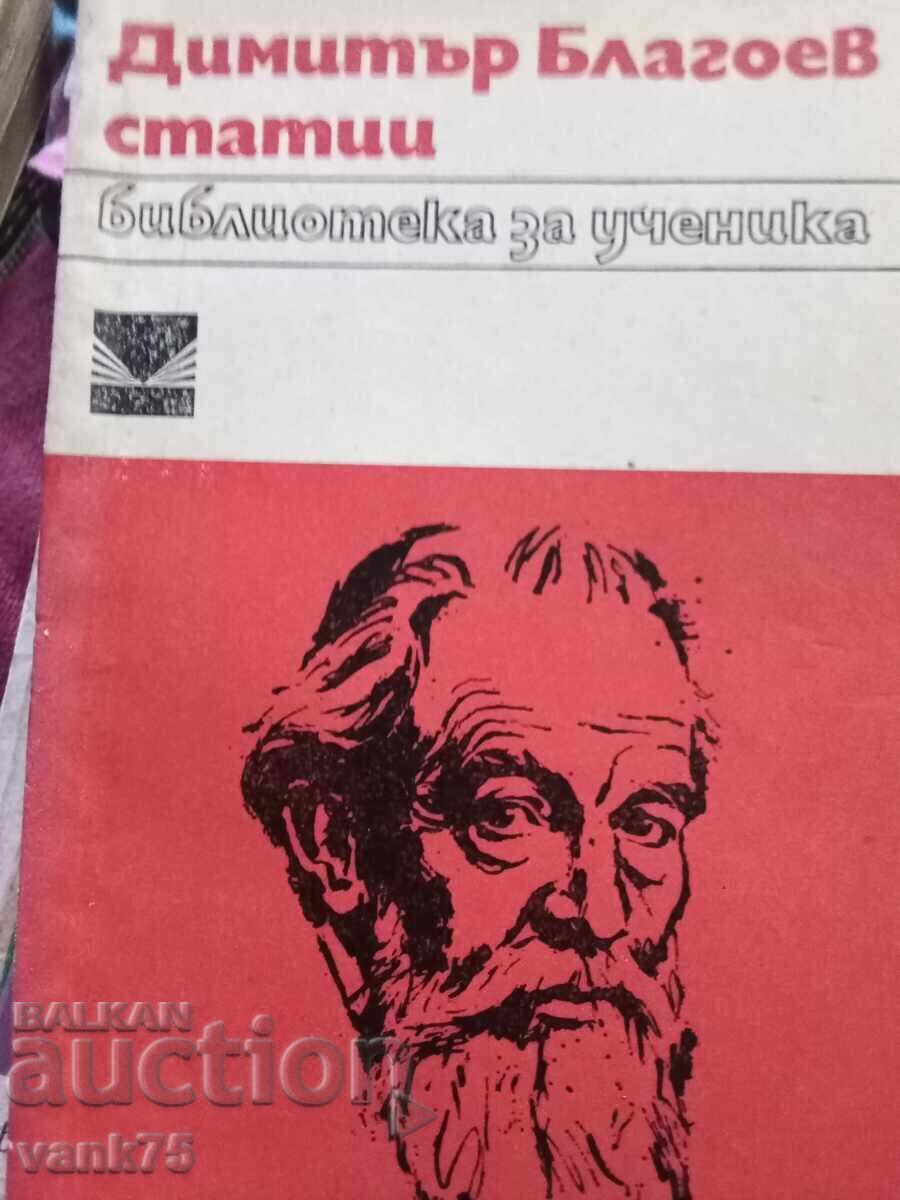 Димитър Благоев
статии
библиотека за ученика
BALKAN
auction
vank75